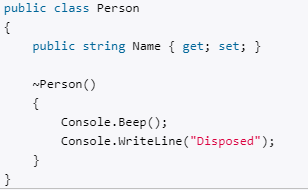 public class Person
{
    public string Name { get; set; }

    ~Person()
    {
        Console.Beep();
        Console.WriteLine("Disposed");
    }
}